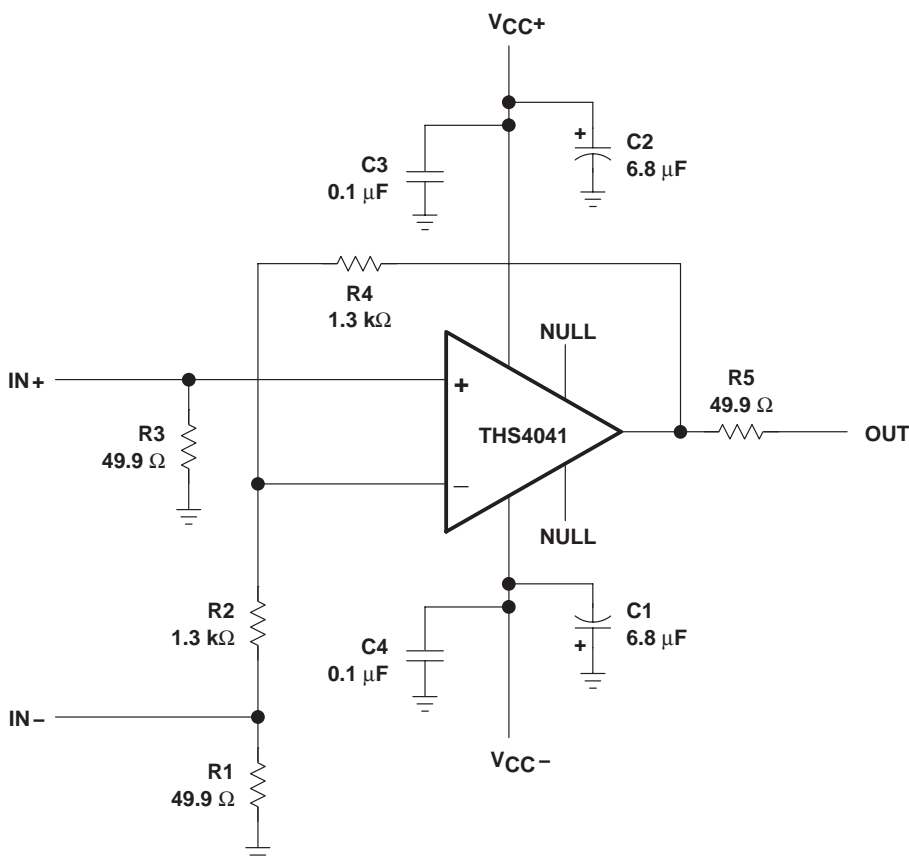 VCC+
C3
0.1 μF
+
C2
6.8 μF
R4
1.3 kΩ
NULL
IN+
+
R3
49.9 Ω
THS4041
R5
49.9 Ω
OUT
–
NULL
R2
1.3 kΩ
C4
0.1 μF
C1
6.8 μF
+
IN–
VCC–
R1
49.9 Ω